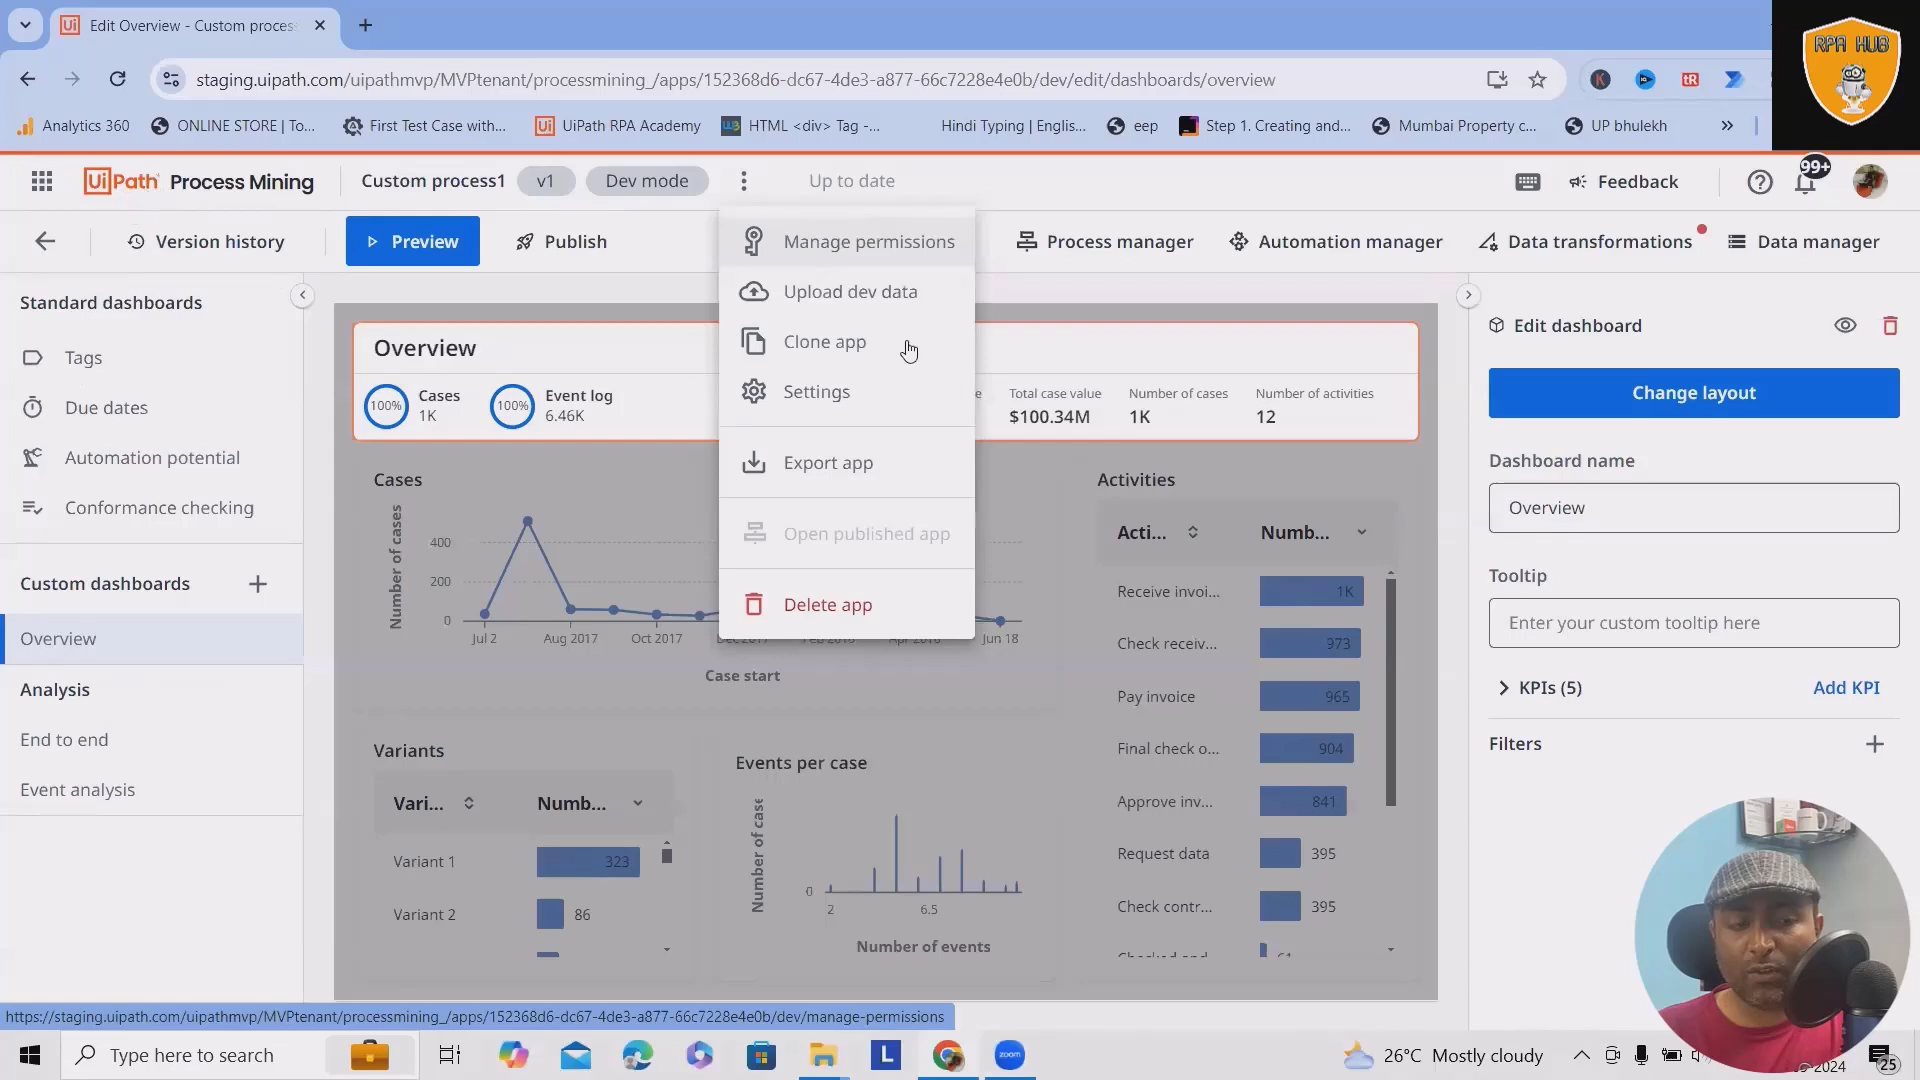 Edit Overview - Custom proces
staging.uipath.com/uipathmvp/MVPtenant/processmining_/apps/152368d6-dc67-4de3-a877-66c7228e4e0b/dev/edit/dashboards/overview
RPA HUB
Analytics 360
ONLINE STORE | To...
First Test Case with...
UiPath RPA Academy
HTML <div> Tag -...
Hindi Typing | Englis...
eep
Step 1. Creating and...
Mumbai Property c...
UP bhulekh
UiPath Process Mining
Custom process1
v1
Dev mode
Up to date
Feedback
99+
Version history
Preview
Publish
Process manager
Automation manager
Data transformations
Data manager
Manage permissions
Upload dev data
Clone app
Settings
Export app
Open published app
Delete app
Standard dashboards
Tags
Due dates
Automation potential
Conformance checking
Custom dashboards
Overview
Analysis
End to end
Event analysis
Overview
100%
Cases
1K
100%
Event log
6.46K
Total case value
$100.34M
Number of cases
1K
Number of activities
12
Cases
Number of cases
400
200
0
Jul 2
Aug 2017
Oct 2017
Jun 18
Case start
Activities
Acti...
Numb...
Receive invoi...
1K
Check receiv...
973
Pay invoice
965
Final check o...
904
Approve inv...
841
Request data
395
Check contr...
395
Variants
Vari...
Numb...
Variant 1
323
Variant 2
86
Events per case
Number of case
0
2
6.5
Number of events
Edit dashboard
Change layout
Dashboard name
Overview
Tooltip
Enter your custom tooltip here
KPIs (5)
Add KPI
Filters
https://staging.uipath.com/uipathmvp/MVPtenant/processmining_/apps/152368d6-dc67-4de3-a877-66c7228e4e0b/dev/manage-permissions
Type here to search
L
zoom
26°C Mostly cloudy
-2024
25